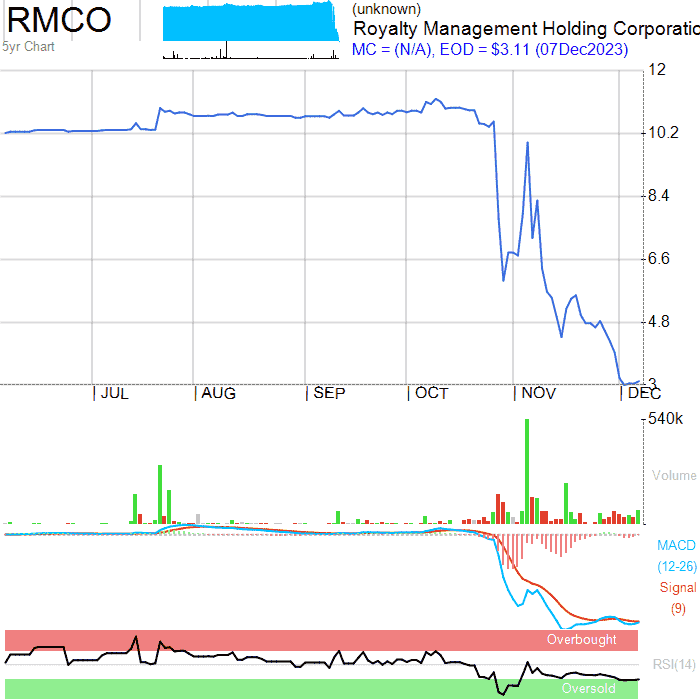 RMCO
5yr Chart
(unknown)
Royalty Management Holding Corporatio
MC = (N/A), EOD = $3.11 (07Dec2023)
12
10.2
8.4
6.6
4.8
3
JUL
AUG
SEP
OCT
NOV
DEC
540k
Volume
MACD
(12-26)
Signal
(9)
Overbought
RSI(14)
Oversold